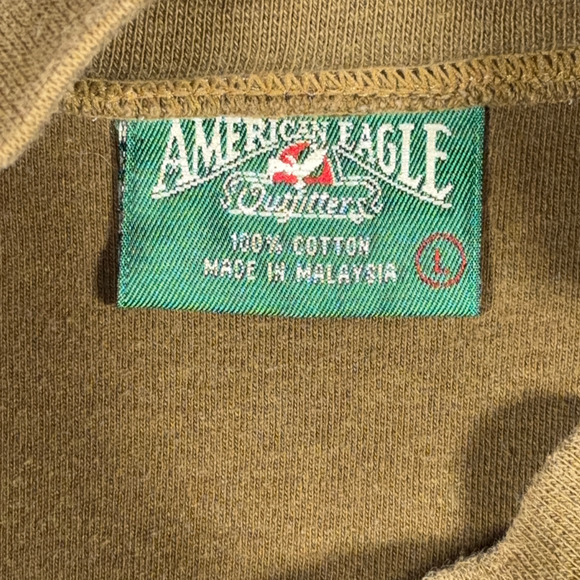 AMERICAN EAGLE
Outfitters
100% COTTON
MADE IN MALAYSIA
L